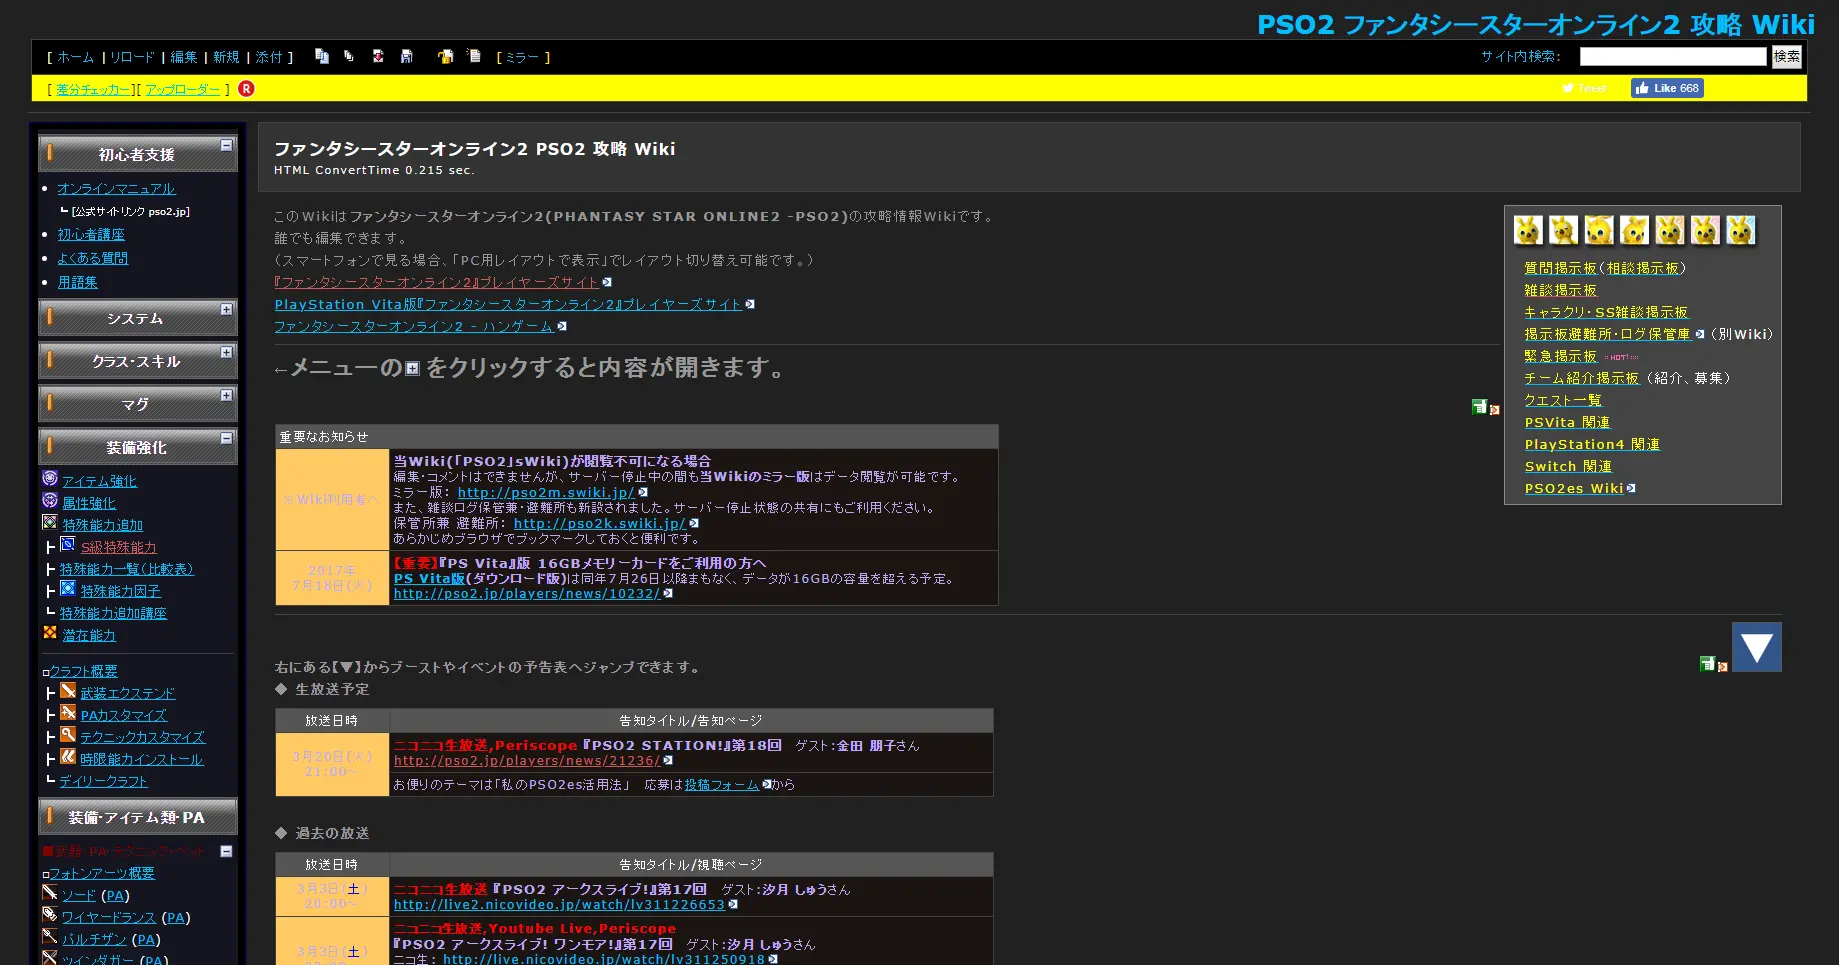 PSO2 ファンタシースターオンライン2 攻略 Wiki
[ ホーム | リロード | 編集 | 新規 | 添付 ] [ ミラー ]
サイト内検索: 検索
[ 差分チェッカー][ アップローダー ] R
Tweet Like 668
初心者支援
オンラインマニュアル
┗ [公式サイトリンク pso2.jp]
初心者講座
よくある質問
用語集
システム
クラス・スキル
マグ
装備強化
アイテム強化
属性強化
特殊能力追加
┣ S級特殊能力
┣ 特殊能力一覧(比較表)
┣ 特殊能力因子
┗ 特殊能力追加講座
潜在能力
□クラフト概要
┣ 武装エクステンド
┣ PAカスタマイズ
┣ テクニックカスタマイズ
┣ 時限能力インストール
┗ デイリークラフト
装備・アイテム類・PA
■武器・PA・テクニック・ペット
□フォトンアーツ概要
ソード (PA)
ワイヤードランス (PA)
パルチザン (PA)
ツインダガー (PA)
ファンタシースターオンライン2 PSO2 攻略 Wiki
HTML ConvertTime 0.215 sec.
このWikiはファンタシースターオンライン2(PHANTASY STAR ONLINE2 -PSO2)の攻略情報Wikiです。
誰でも編集できます。
(スマートフォンで見る場合、「PC用レイアウトで表示」でレイアウト切り替え可能です。)
『ファンタシースターオンライン2』プレイヤーズサイト
PlayStation Vita版『ファンタシースターオンライン2』プレイヤーズサイト
ファンタシースターオンライン2 - ハンゲーム
←メニューの をクリックすると内容が開きます。
重要なお知らせ
※Wiki利用者へ
当Wiki(「PSO2」sWiki)が閲覧不可になる場合
編集・コメントはできませんが、サーバー停止中の間も当Wikiのミラー版はデータ閲覧が可能です。
ミラー版: http://pso2m.swiki.jp/
また、雑談ログ保管兼・避難所も新設されました。サーバー停止状態の共有にもご利用ください。
保管所兼 避難所: http://pso2k.swiki.jp/
あらかじめブラウザでブックマークしておくと便利です。
2017年
7月18日(火)
【重要】『PS Vita』版 16GBメモリーカードをご利用の方へ
PS Vita版(ダウンロード版)は同年7月26日以降まもなく、データが16GBの容量を超える予定。
http://pso2.jp/players/news/10232/
右にある【▼】からブーストやイベントの予告表へジャンプできます。
◆ 生放送予定
放送日時 告知タイトル/告知ページ
3月20日(火)
21:00～
ニコニコ生放送,Periscope 『PSO2 STATION!』第18回 ゲスト:金田 朋子さん
http://pso2.jp/players/news/21236/
お便りのテーマは「私のPSO2es活用法」 応募は投稿フォームから
◆ 過去の放送
放送日時 告知タイトル/視聴ページ
3月3日(土)
20:00～
ニコニコ生放送 『PSO2 アークスライブ!』第17回 ゲスト:汐月 しゅうさん
http://live2.nicovideo.jp/watch/lv311226653
3月3日(土)
ニコニコ生放送,Youtube Live,Periscope
『PSO2 アークスライブ! ワンモア!』第17回 ゲスト:汐月 しゅうさん
ニコ生: http://live.nicovideo.jp/watch/lv311250918
質問掲示板(相談掲示板)
雑談掲示板
キャラクリ・SS雑談掲示板
掲示板避難所・ログ保管庫 (別Wiki)
緊急掲示板 HOT!
チーム紹介掲示板 (紹介、募集)
クエスト一覧
PSVita 関連
PlayStation4 関連
Switch 関連
PSO2es Wiki